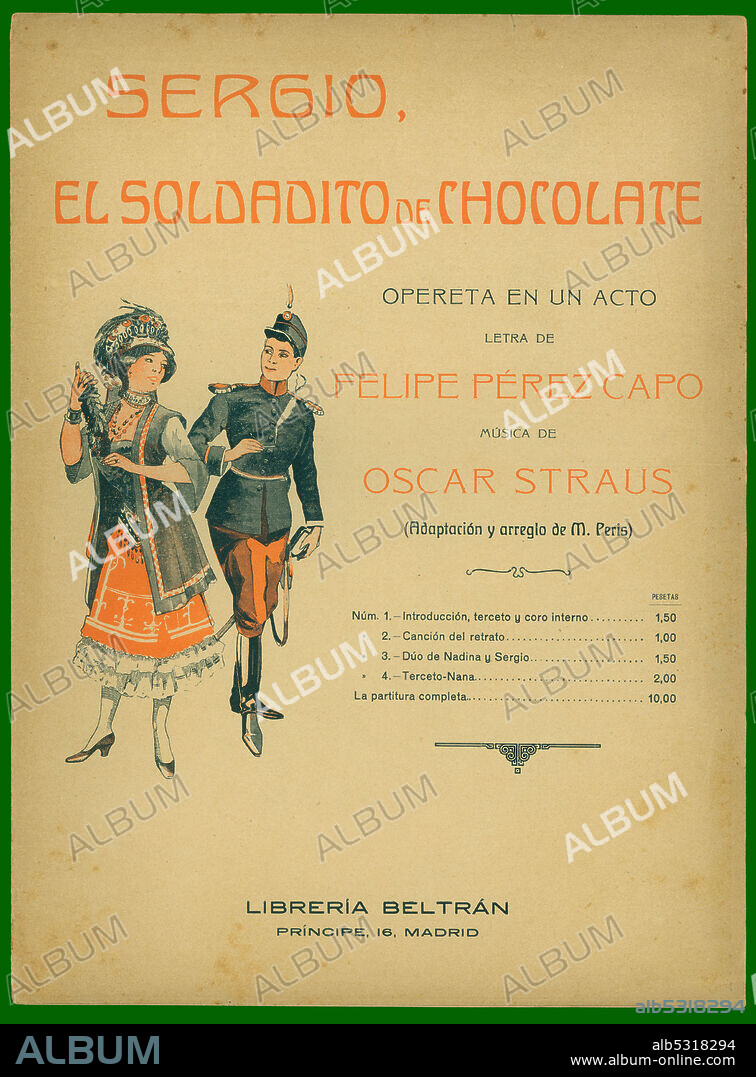 SERGIO,
EL SOLDADITO DE CHOCOLATE
OPERETA EN UN ACTO
LETRA DE
FELIPE PÉREZ CAPO
MÚSICA DE
OSCAR STRAUS
(Adaptación y arreglo de M. Peris)
PESETAS
Núm. 1.—Introducción, terceto y coro interno.......... 1,50
2.—Canción del retrato......................... 1,00
3.—Dúo de Nadina y Sergio.................... 1,50
» 4.—Terceto-Nana.............................. 2,00
La partitura completa................................... 10,00
LIBRERÍA BELTRÁN
PRÍNCIPE, 16, MADRID
ALBUM
alb5318294
ALBUM
alb5318294
www.album-online.com